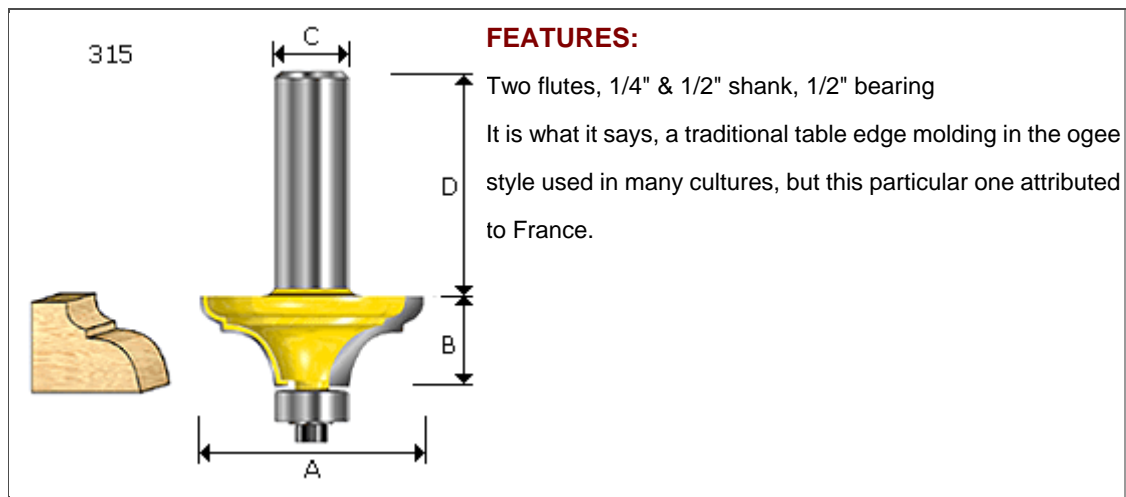 315
C
D
B
A
FEATURES:
Two flutes, 1/4" & 1/2" shank, 1/2" bearing
It is what it says, a traditional table edge molding in the ogee
style used in many cultures, but this particular one attributed
to France.